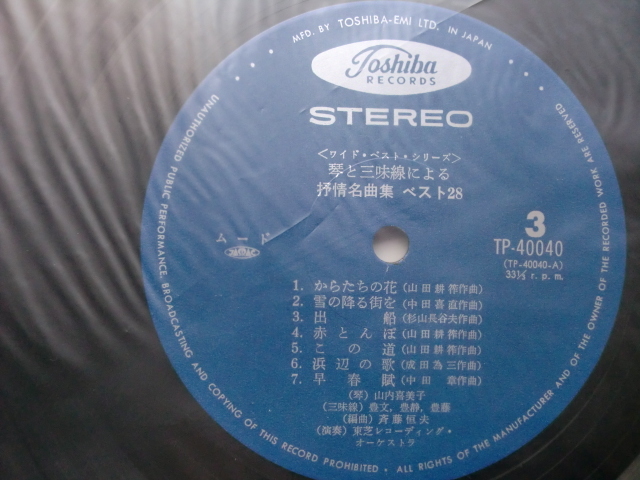 MFD. BY TOSHIBA-EMI LTD. IN JAPAN
Toshiba
RECORDS
STEREO
<ワイド・ベスト・シリーズ>
琴と三味線による
抒情名曲集 ベスト28
ムード
3
TP-40040
(TP-40040-A)
33⅓ r. p. m.
1. からたちの花 (山田耕筰作曲)
2. 雪の降る街を (中田喜直作曲)
3. 出船 (杉山長谷夫作曲)
4. 赤とんぼ (山田耕筰作曲)
5. この道 (山田耕筰作曲)
6. 浜辺の歌 (成田為三作曲)
7. 早春賦 (中田 章作曲)
(琴) 山内喜美子
(三味線) 豊文, 豊静, 豊藤
(編曲) 斉藤恒夫
(演奏) 東芝レコーディング・
オーケストラ
UNAUTHORIZED PUBLIC PERFORMANCE, BROADCASTING AND COPYING OF THIS RECORD PROHIBITED • ALL RIGHTS OF THE MANUFACTURER AND OF THE OWNER OF THE RECORDED WORK ARE RESERVED